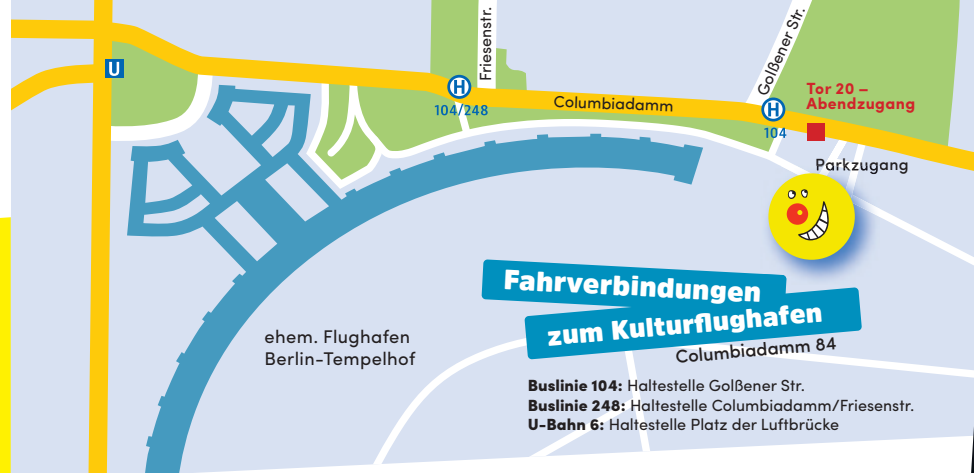 Friesenstr.
Golßener Str.
U
H
104/248
Columbiadamm
H
104
Tor 20 –
Abendzugang
Parkzugang
Fahrverbindungen
zum Kulturflughafen
Columbiadamm 84
ehem. Flughafen
Berlin-Tempelhof
Buslinie 104: Haltestelle Golßener Str.
Buslinie 248: Haltestelle Columbiadamm/Friesenstr.
U-Bahn 6: Haltestelle Platz der Luftbrücke